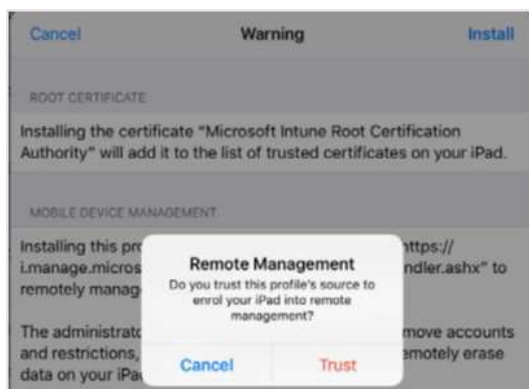 Cancel Warning Install
ROOT CERTIFICATE
Installing the certificate “Microsoft Intune Root Certification
Authority” will add it to the list of trusted certificates on your iPad.
MOBILE DEVICE MANAGEMENT
Installing this
https://
i.manage.micros
ndler.ashx” to
remotely manag
Remote Management
Do you trust this profile's source to
enrol your iPad into remote
management?
Cancel Trust
The administrato
move accounts
and restrictions,
emotely erase
data on your iPa